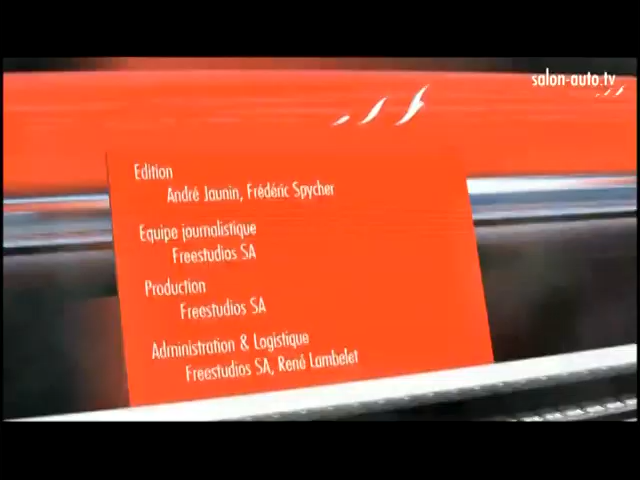 salon-auto.tv
Edition
André Jaunin, Frédéric Spycher
Equipe journalistique
Freestudios SA
Production
Freestudios SA
Administration & Logistique
Freestudios SA, René Lambelet